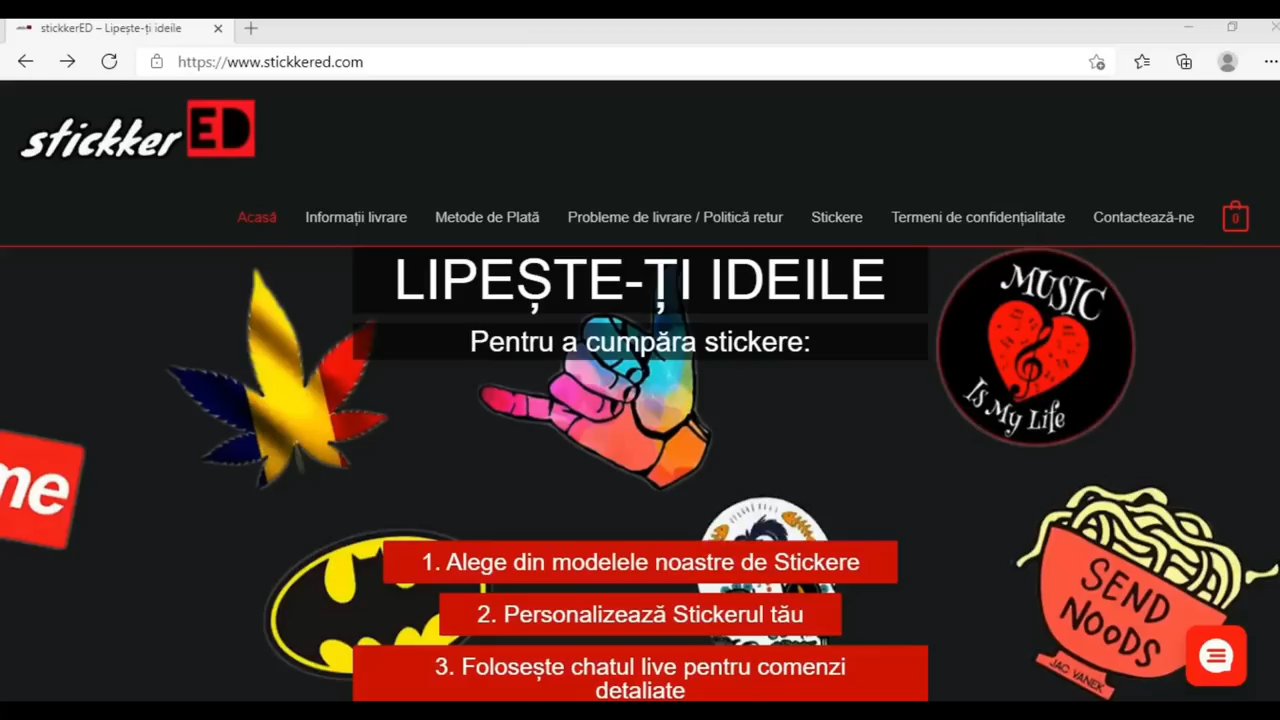 stickkerED – Lipește-ți ideile
https://www.stickkered.com
stickker ED
Acasă
Informații livrare
Metode de Plată
Probleme de livrare / Politică retur
Stickere
Termeni de confidențialitate
Contactează-ne
0
LIPEȘTE-ȚI IDEILE
Pentru a cumpăra stickere:
MUSIC
Is My Life
me
1. Alege din modelele noastre de Stickere
2. Personalizează Stickerul tău
3. Folosește chatul live pentru comenzi
detaliate
SEND
NOODS
JAC VANEK